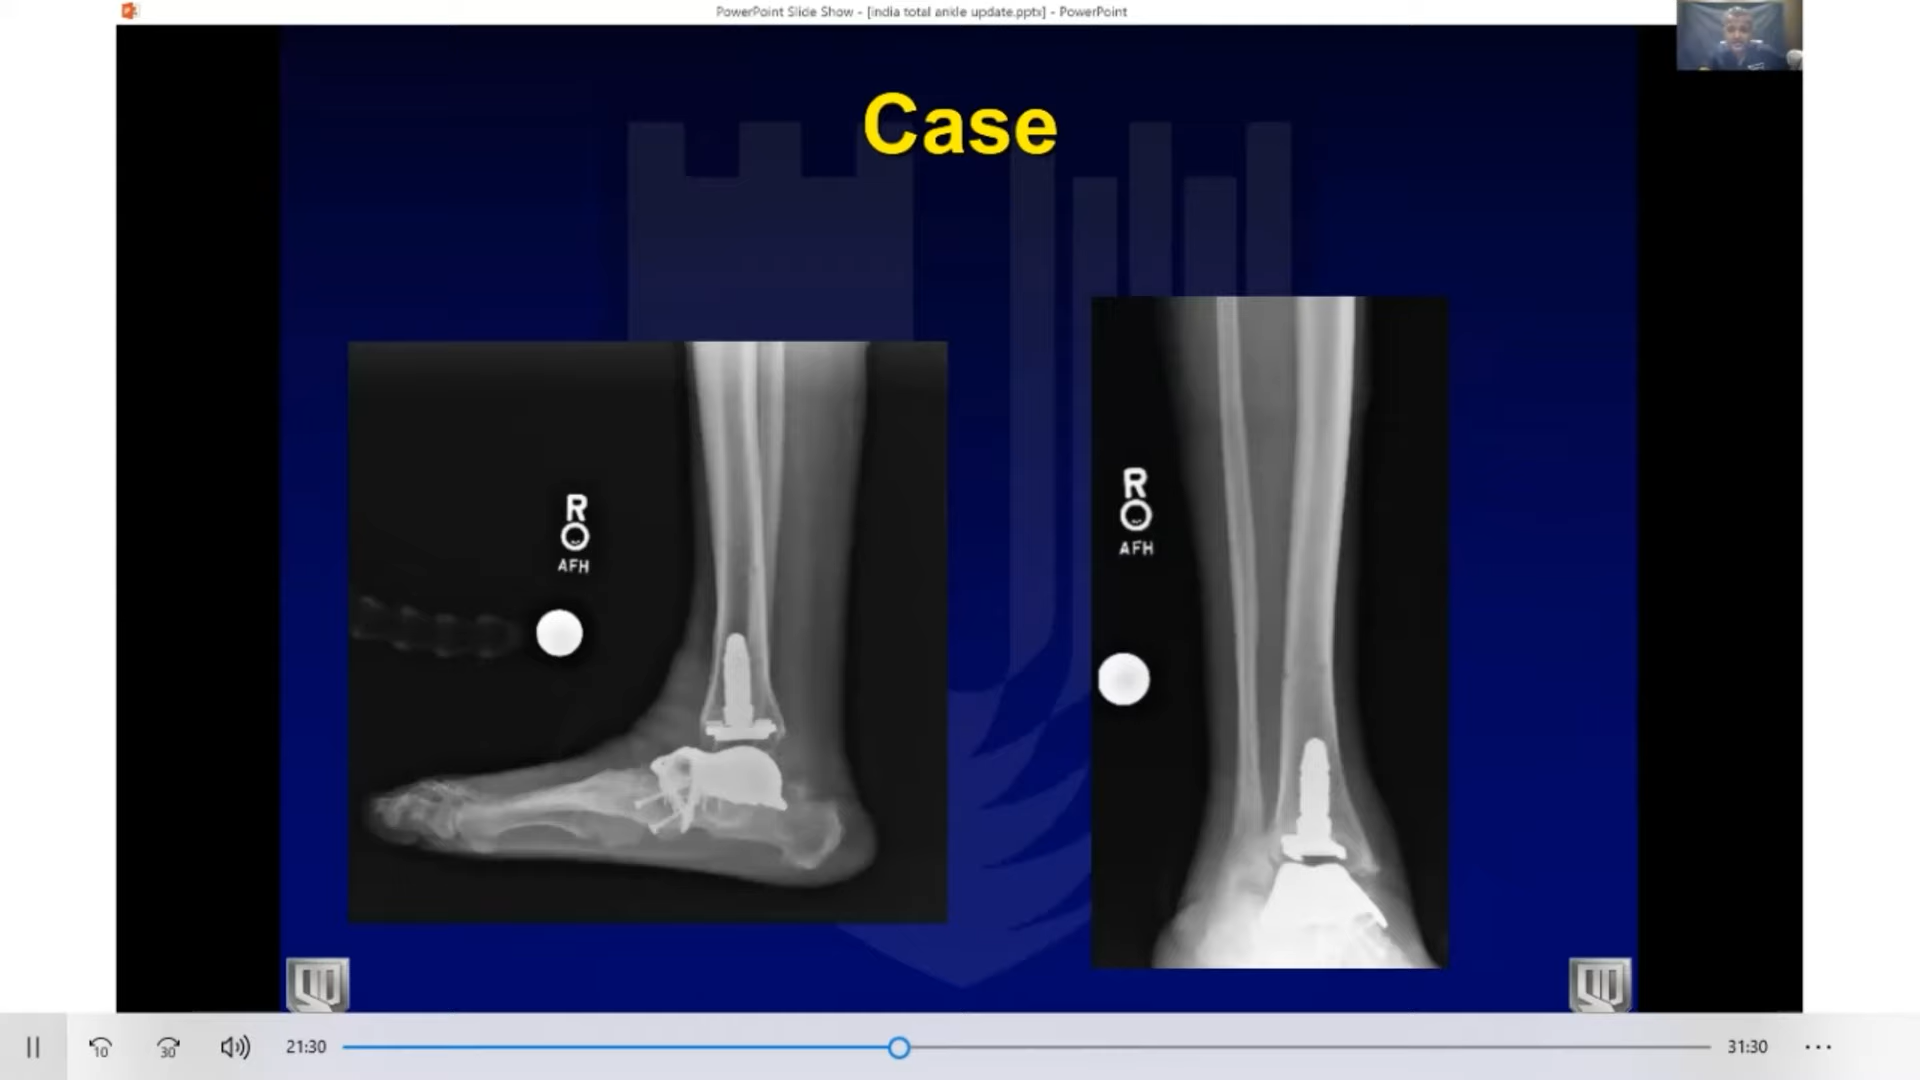 PowerPoint Slide Show - [india total ankle update.pptx] - PowerPoint
Case
R
AFH
R
AFH
10
30
21:30
31:30